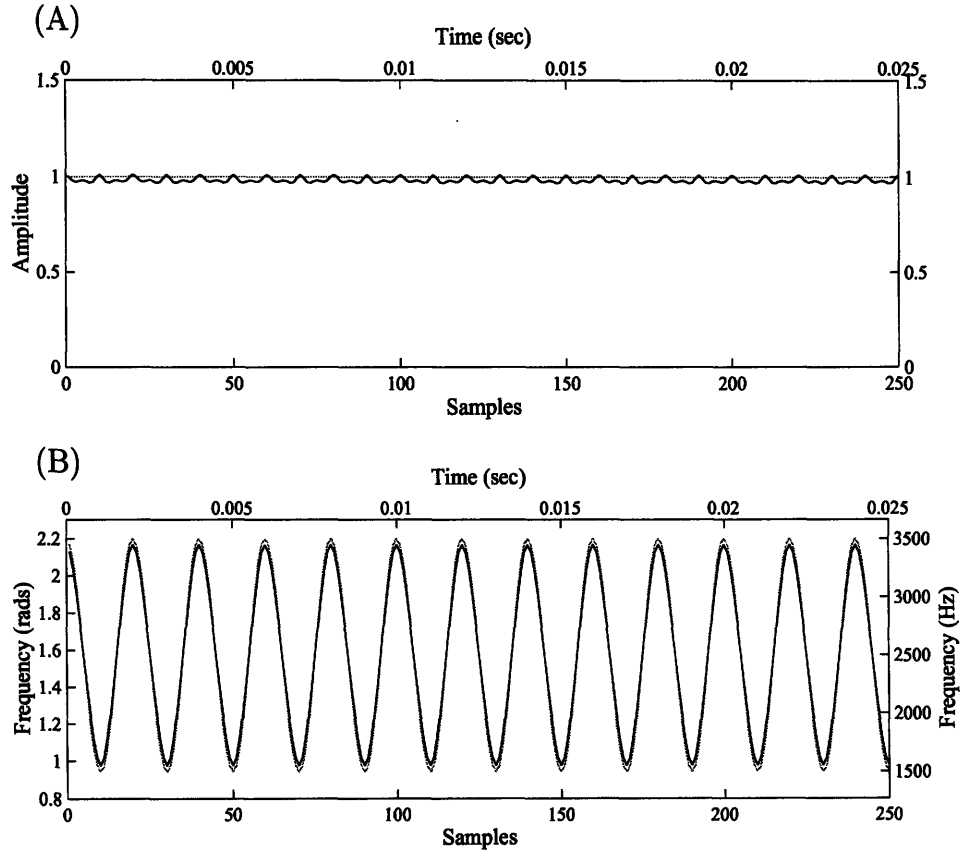 (A)
Time (sec)
0 0.005 0.01 0.015 0.02 0.025
1.5 1.5
1 1
0.5 0.5
0 0
Amplitude
0 50 100 150 200 250
Samples
(B)
Time (sec)
0 0.005 0.01 0.015 0.02 0.025
2.2 3500
2
1.8 3000
1.6 2500
1.4
1.2 2000
1 1500
0.8
Frequency (rads)
Frequency (Hz)
0 50 100 150 200 250
Samples